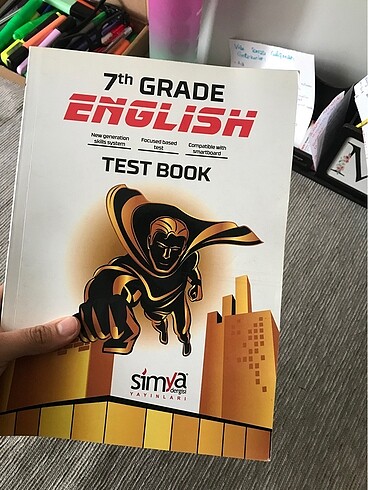 7th GRADE
ENGLISH
New generation
skills system
Focused based
test
Compatible with
smartboard
TEST BOOK
simya
dergisi
YAYINLARI